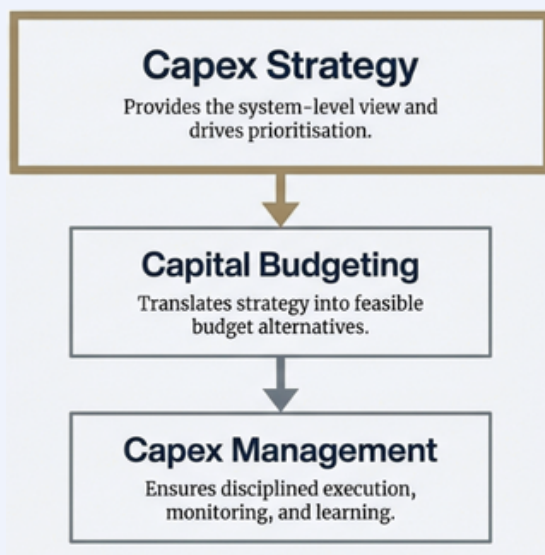 Capex Strategy
Provides the system-level view and
drives prioritisation.
Capital Budgeting
Translates strategy into feasible
budget alternatives.
Capex Management
Ensures disciplined execution,
monitoring, and learning.